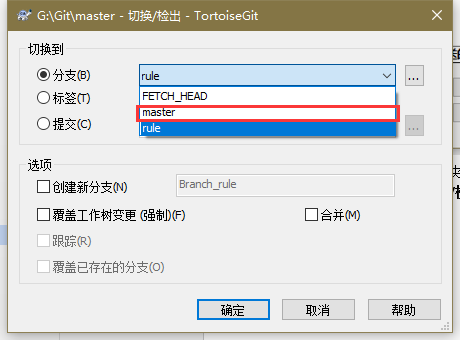 G:\Git\master - 切换/检出 - TortoiseGit
切换到
分支(B)
rule
...
FETCH_HEAD
标签(T)
master
提交(C)
rule
...
选项
创建新分支(N)
Branch_rule
覆盖工作树变更 (强制)(F)
合并(M)
跟踪(R)
覆盖已存在的分支(O)
确定
取消
帮助